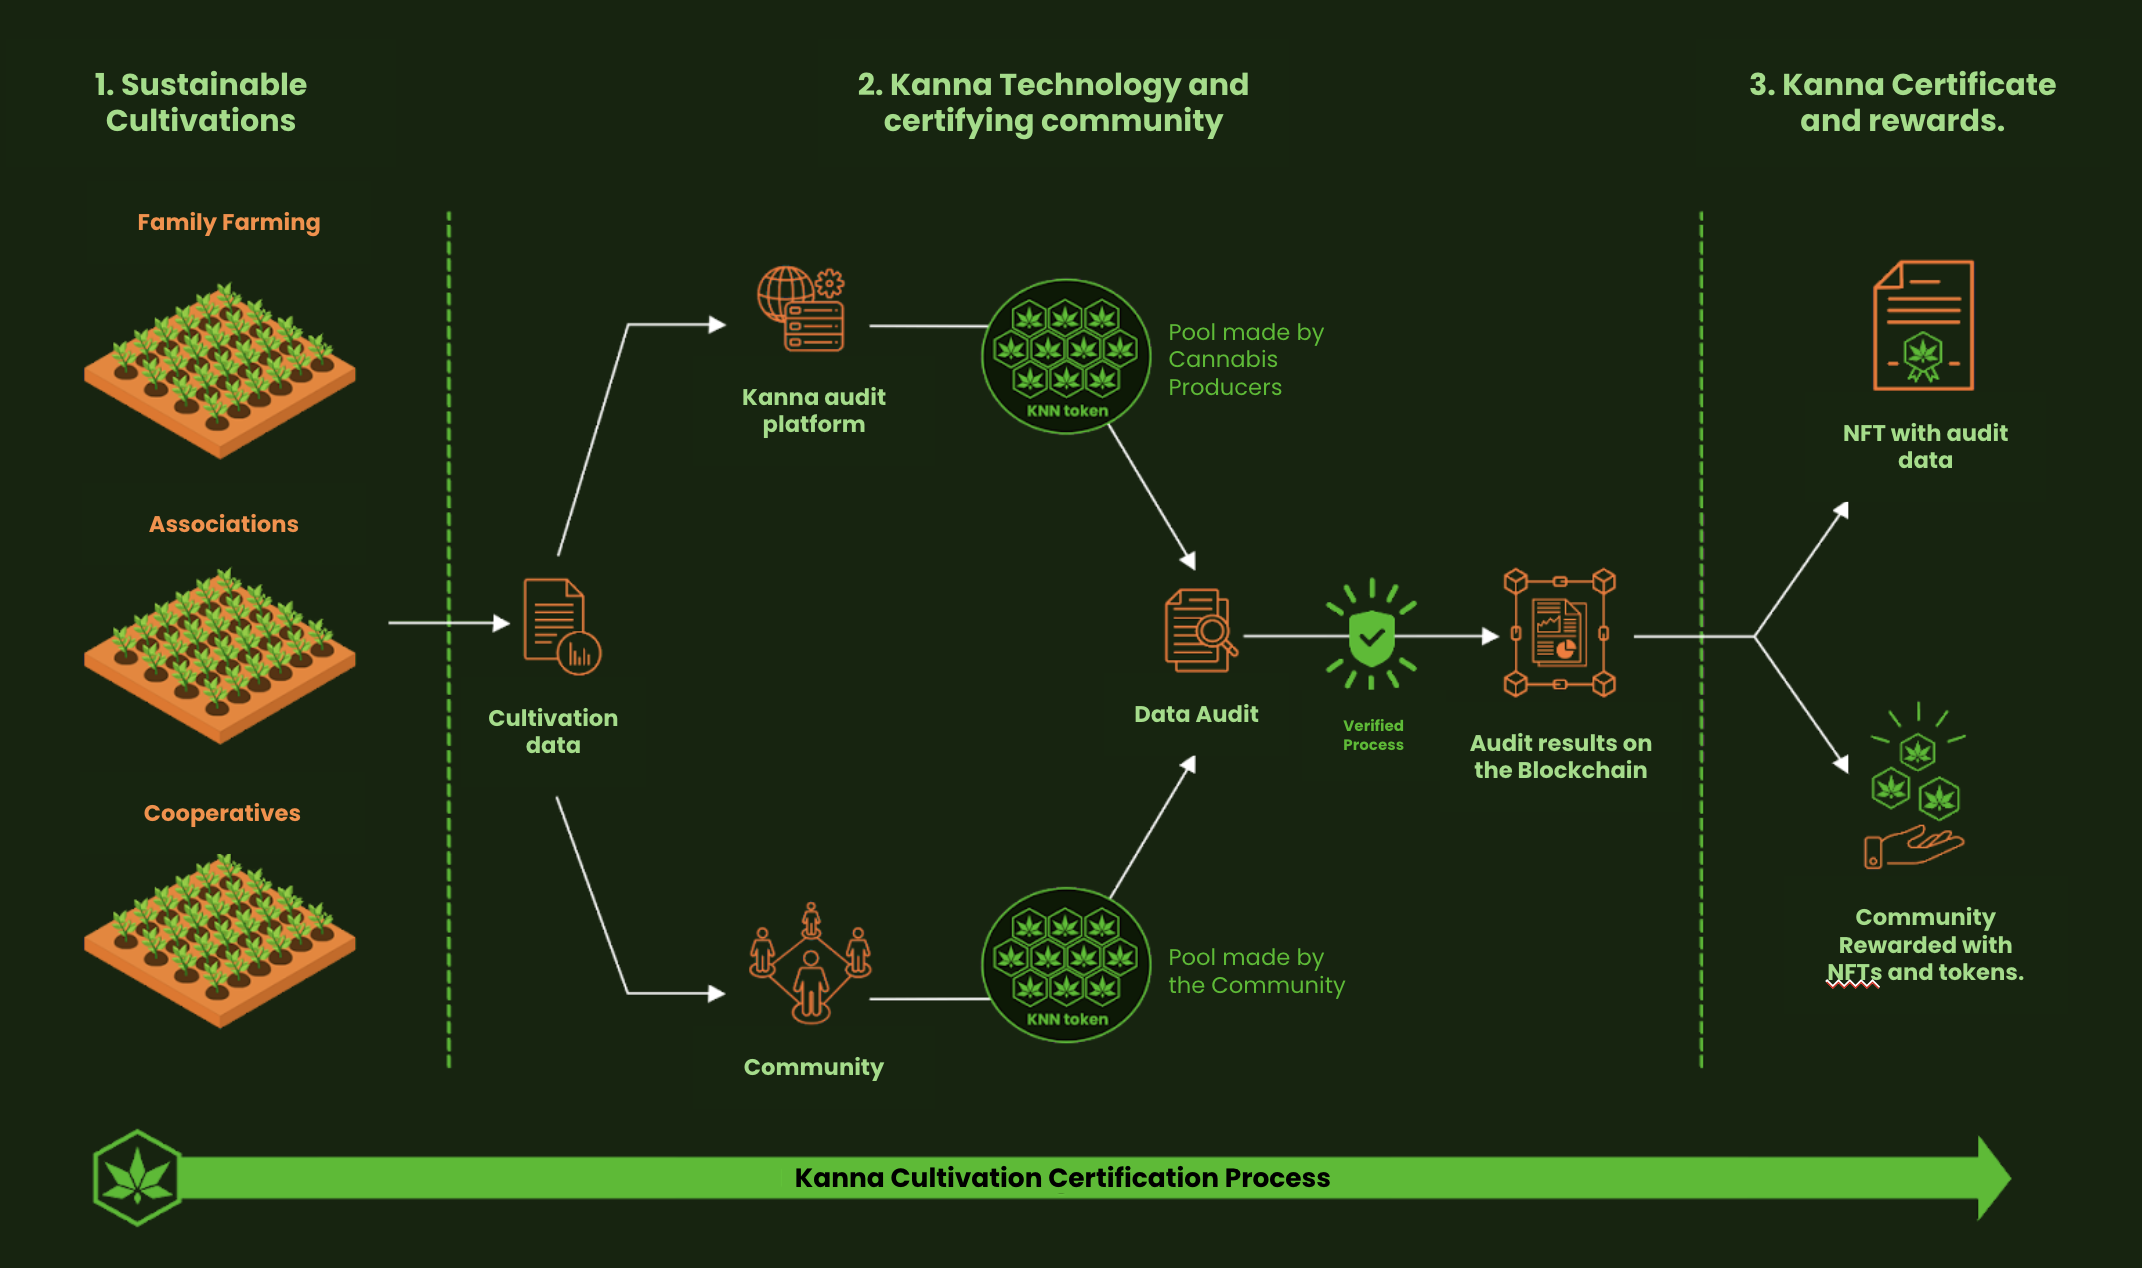 1. Sustainable
Cultivations
2. Kanna Technology and
certifying community
3. Kanna Certificate
and rewards.
Family Farming
Associations
Cooperatives
Cultivation
data
Kanna audit
platform
KNN token
Pool made by
Cannabis
Producers
Community
KNN token
Pool made by
the Community
Data Audit
Verified
Process
Audit results on
the Blockchain
NFT with audit
data
Community
Rewarded with
NFTs and tokens.
Kanna Cultivation Certification Process